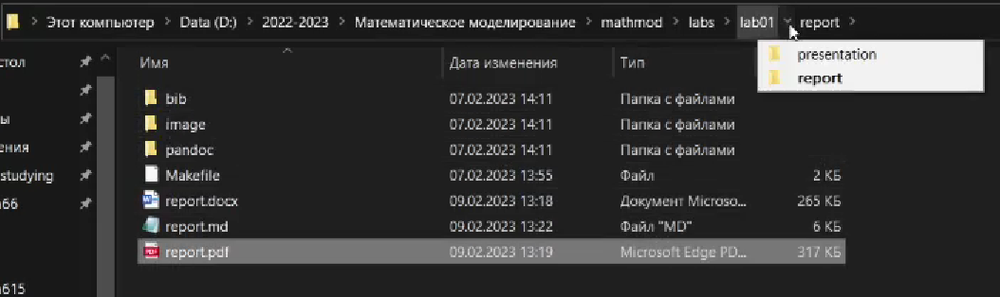 Этот компьютер > Data (D:) > 2022-2023 > Математическое моделирование > mathmod > labs > lab01 report >
presentation
report
стол
ы
ения
studying
66
615
Имя Дата изменения Тип
bib 07.02.2023 14:11 Папка с файлами
image 07.02.2023 14:11 Папка с файлами
pandoc 07.02.2023 14:11 Папка с файлами
Makefile 07.02.2023 13:55 Файл 2 КБ
report.docx 09.02.2023 13:18 Документ Microso... 265 КБ
report.md 09.02.2023 13:22 Файл "MD" 6 КБ
report.pdf 09.02.2023 13:19 Microsoft Edge PD... 317 КБ